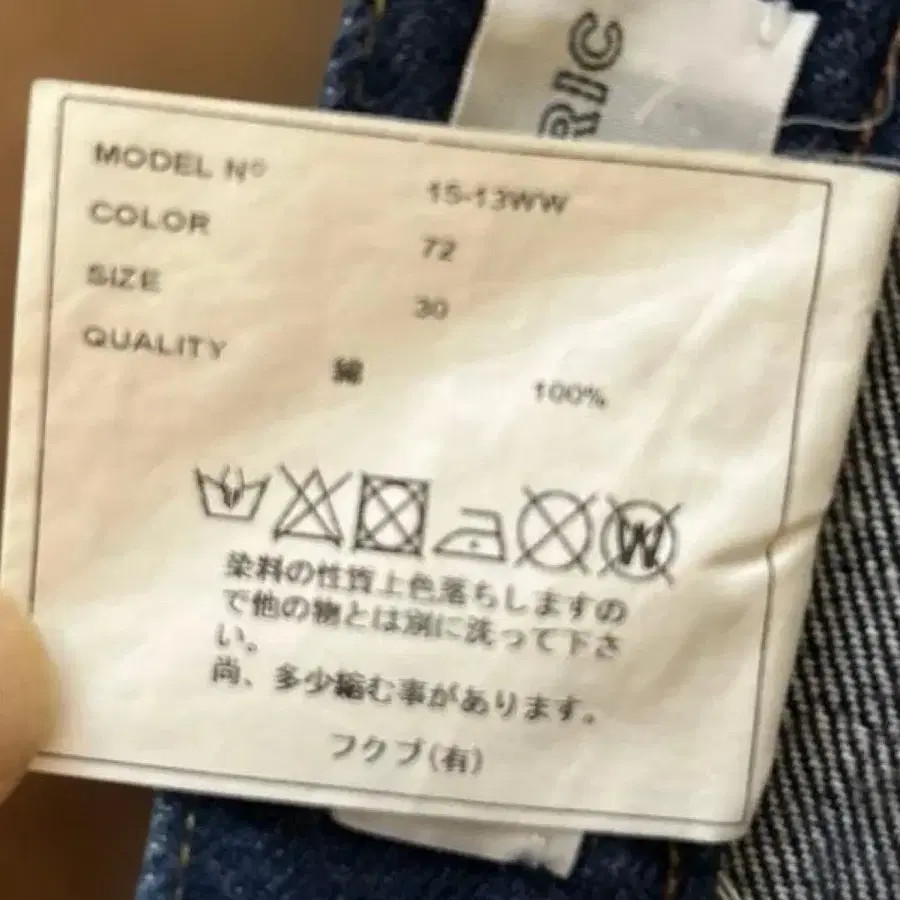 RIC
MODEL Nº 15-13WW
COLOR 72
SIZE 30
QUALITY 綿 100%
W
染料の性質上色落ちしますの
で他の物とは別に洗って下さ
い。
尚、多少縮む事があります。
フクブ(有)